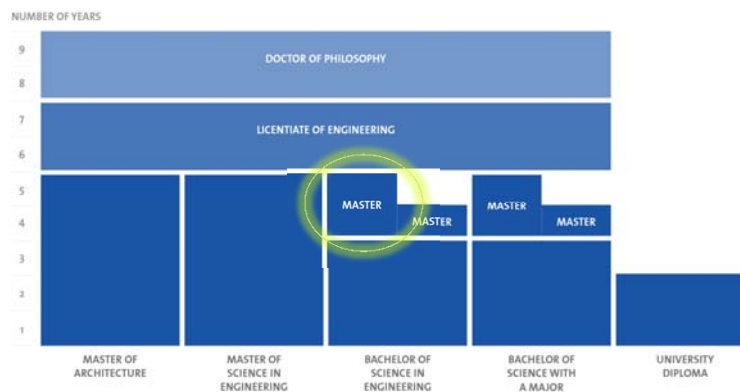 NUMBER OF YEARS
9
DOCTOR OF PHILOSOPHY
8
7
LICENTIATE OF ENGINEERING
6
5
MASTER
MASTER
4
MASTER
MASTER
3
2
1
MASTER OF
ARCHITECTURE
MASTER OF
SCIENCE IN
ENGINEERING
BACHELOR OF
SCIENCE IN
ENGINEERING
BACHELOR OF
SCIENCE WITH
A MAJOR
UNIVERSITY
DIPLOMA